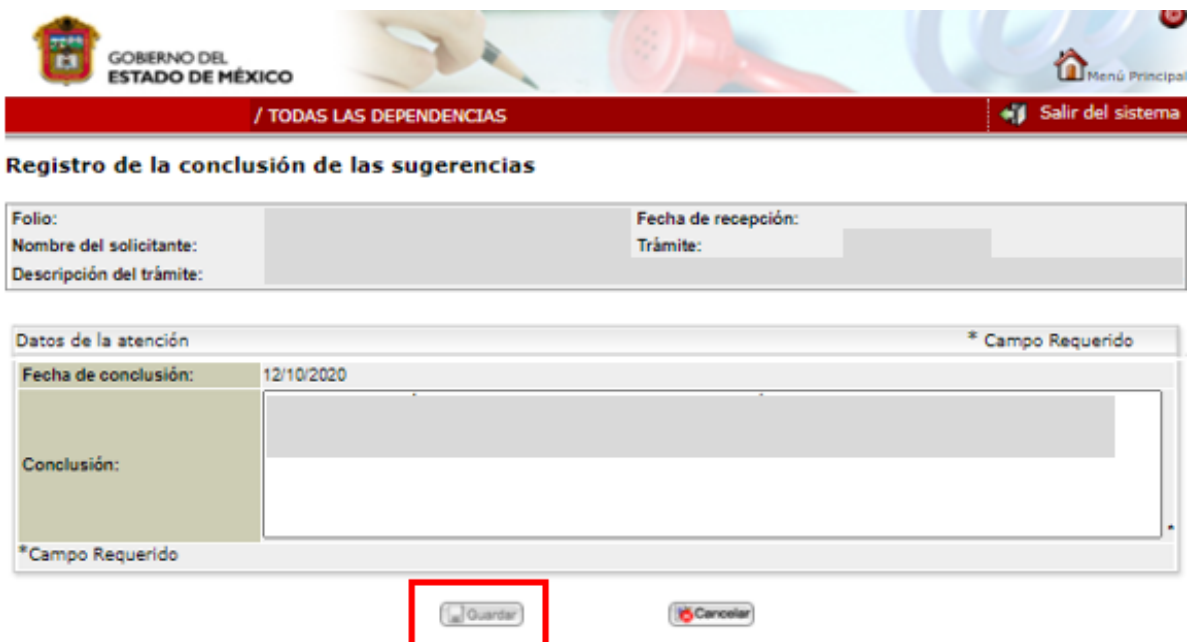 GOBIERNO DEL
ESTADO DE MÉXICO
Menú Principal
/ TODAS LAS DEPENDENCIAS
Salir del sistema
Registro de la conclusión de las sugerencias
Folio:
Fecha de recepción:
Nombre del solicitante:
Trámite:
Descripción del trámite:
Datos de la atención
* Campo Requerido
Fecha de conclusión:
12/10/2020
Conclusión:
*
*Campo Requerido
Guardar
Cancelar